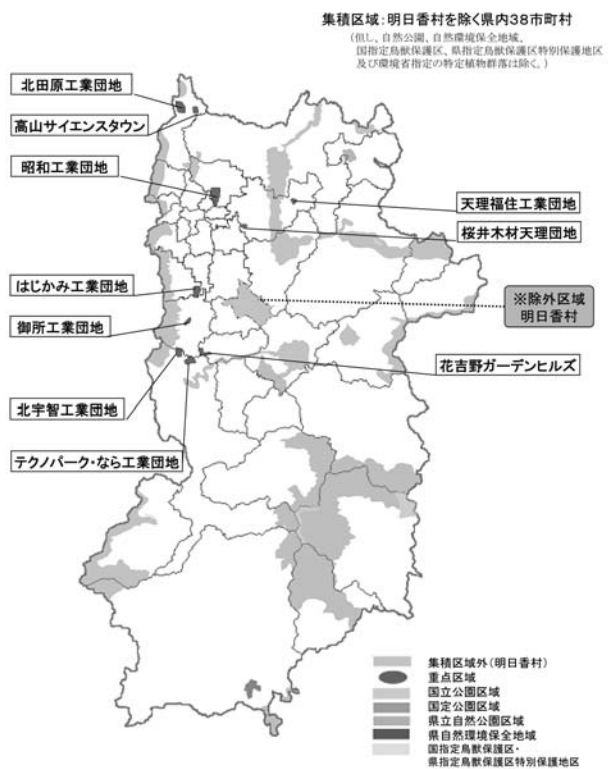 集積区域:明日香村を除く県内38市町村
(但し、自然公園、自然環境保全地域、
国指定鳥獣保護区、県指定鳥獣保護区特別保護地区
及び環境省指定の特定植物群落は除く。)
北田原工業団地
高山サイエンスタウン
昭和工業団地
天理福住工業団地
桜井木材天理団地
はじかみ工業団地
※除外区域
明日香村
御所工業団地
花吉野ガーデンヒルズ
北宇智工業団地
テクノパーク・なら工業団地
集積区域外(明日香村)
重点区域
国立公園区域
国定公園区域
県立自然公園区域
県自然環境保全地域
国指定鳥獣保護区・
県指定鳥獣保護区特別保護地区